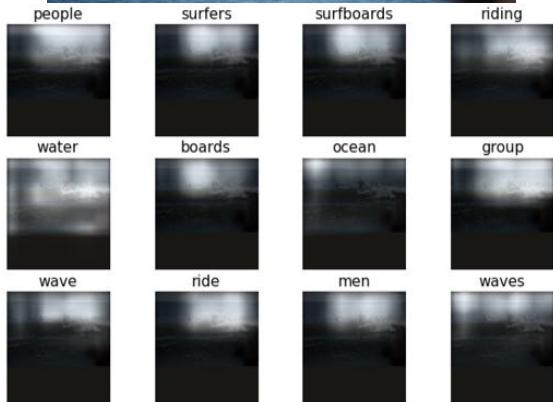 people surfers surfboards riding
water boards ocean group
wave ride men waves